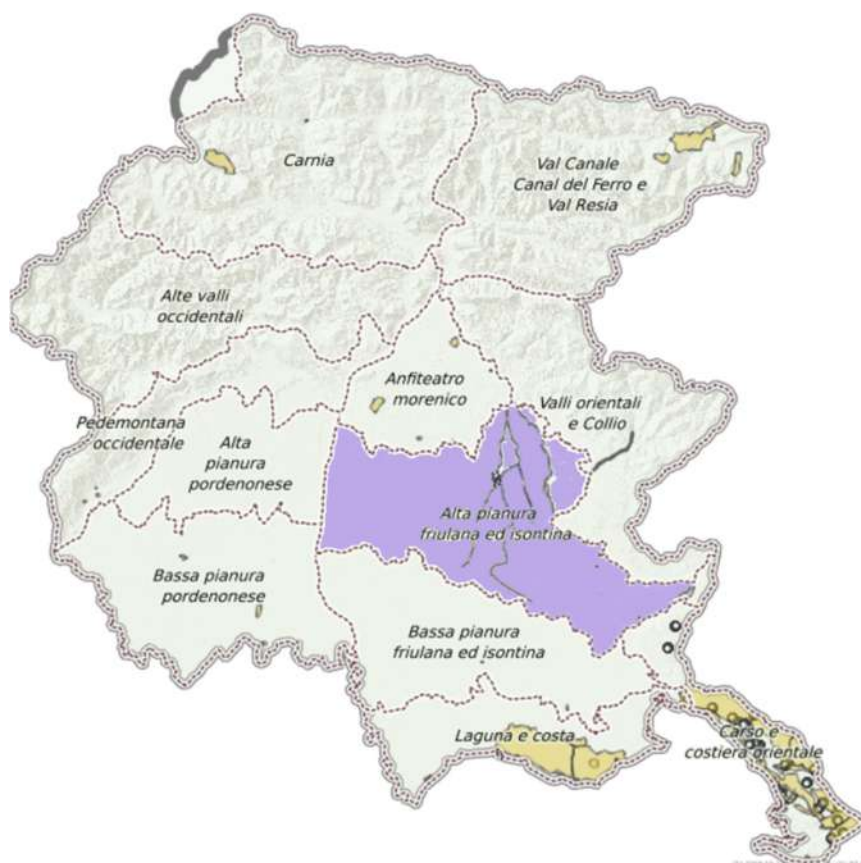 Carnia
Val Canale
Canal del Ferro e
Val Resia
Alte valli
occidentali
Anfiteatro
morenico
Valli orientali
e Collio
Pedemontana
occidentale
Alta
pianura
pordenonese
Alta pianura
friulana ed isontina
Bassa pianura
pordenonese
Bassa pianura
friulana ed isontina
Laguna e costa
Carso e
costiera orientale